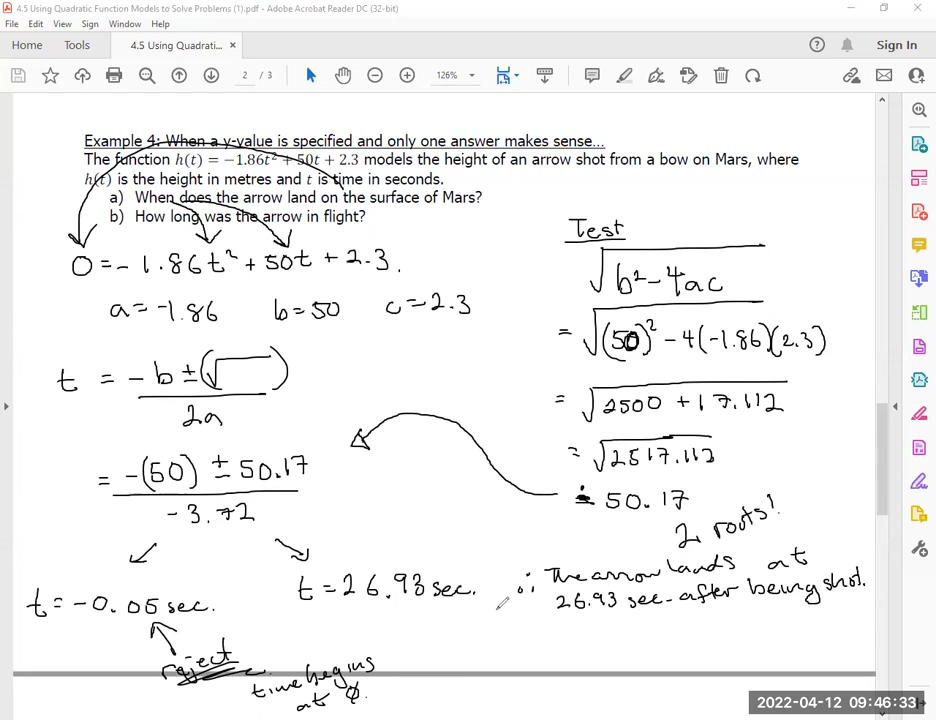 4.5 Using Quadratic Function Models to Solve Problems (1).pdf - Adobe Acrobat Reader DC (32-bit)
File Edit View Sign Window Help
Home Tools 4.5 Using Quadrati... × Sign In
2 / 3 126%
Example 4: When a y-value is specified and only one answer makes sense...
The function h(t) = −1.86t² + 50t + 2.3 models the height of an arrow shot from a bow on Mars, where
h(t) is the height in metres and t is time in seconds.
a) When does the arrow land on the surface of Mars?
b) How long was the arrow in flight?
0 = - 1.86t² + 50t + 2.3.
a = -1.86 b = 50 c = 2.3
t = -b ± (√ )
2a
= -(50) ± 50.17
-3.72
t = -0.05 sec.
t = 26.93 sec.
reject
time begins
at 0.
Test
√b² - 4ac
= √(50)² - 4(-1.86)(2.3)
= √2500 + 17.112
= √2517.112
≐ 50.17
2 roots!
∴ The arrow lands at
26.93 sec. after being shot.
2022-04-12 09:46:33